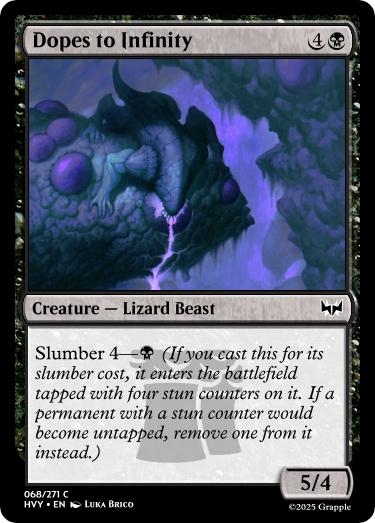 Dopes to Infinity 4
Creature — Lizard Beast
Slumber 4— (If you cast this for its
slumber cost, it enters the battlefield
tapped with four stun counters on it. If a
permanent with a stun counter would
become untapped, remove one from it
instead.)
5/4
068/271 C
HVY • EN Luka Brico
©2025 Grapple